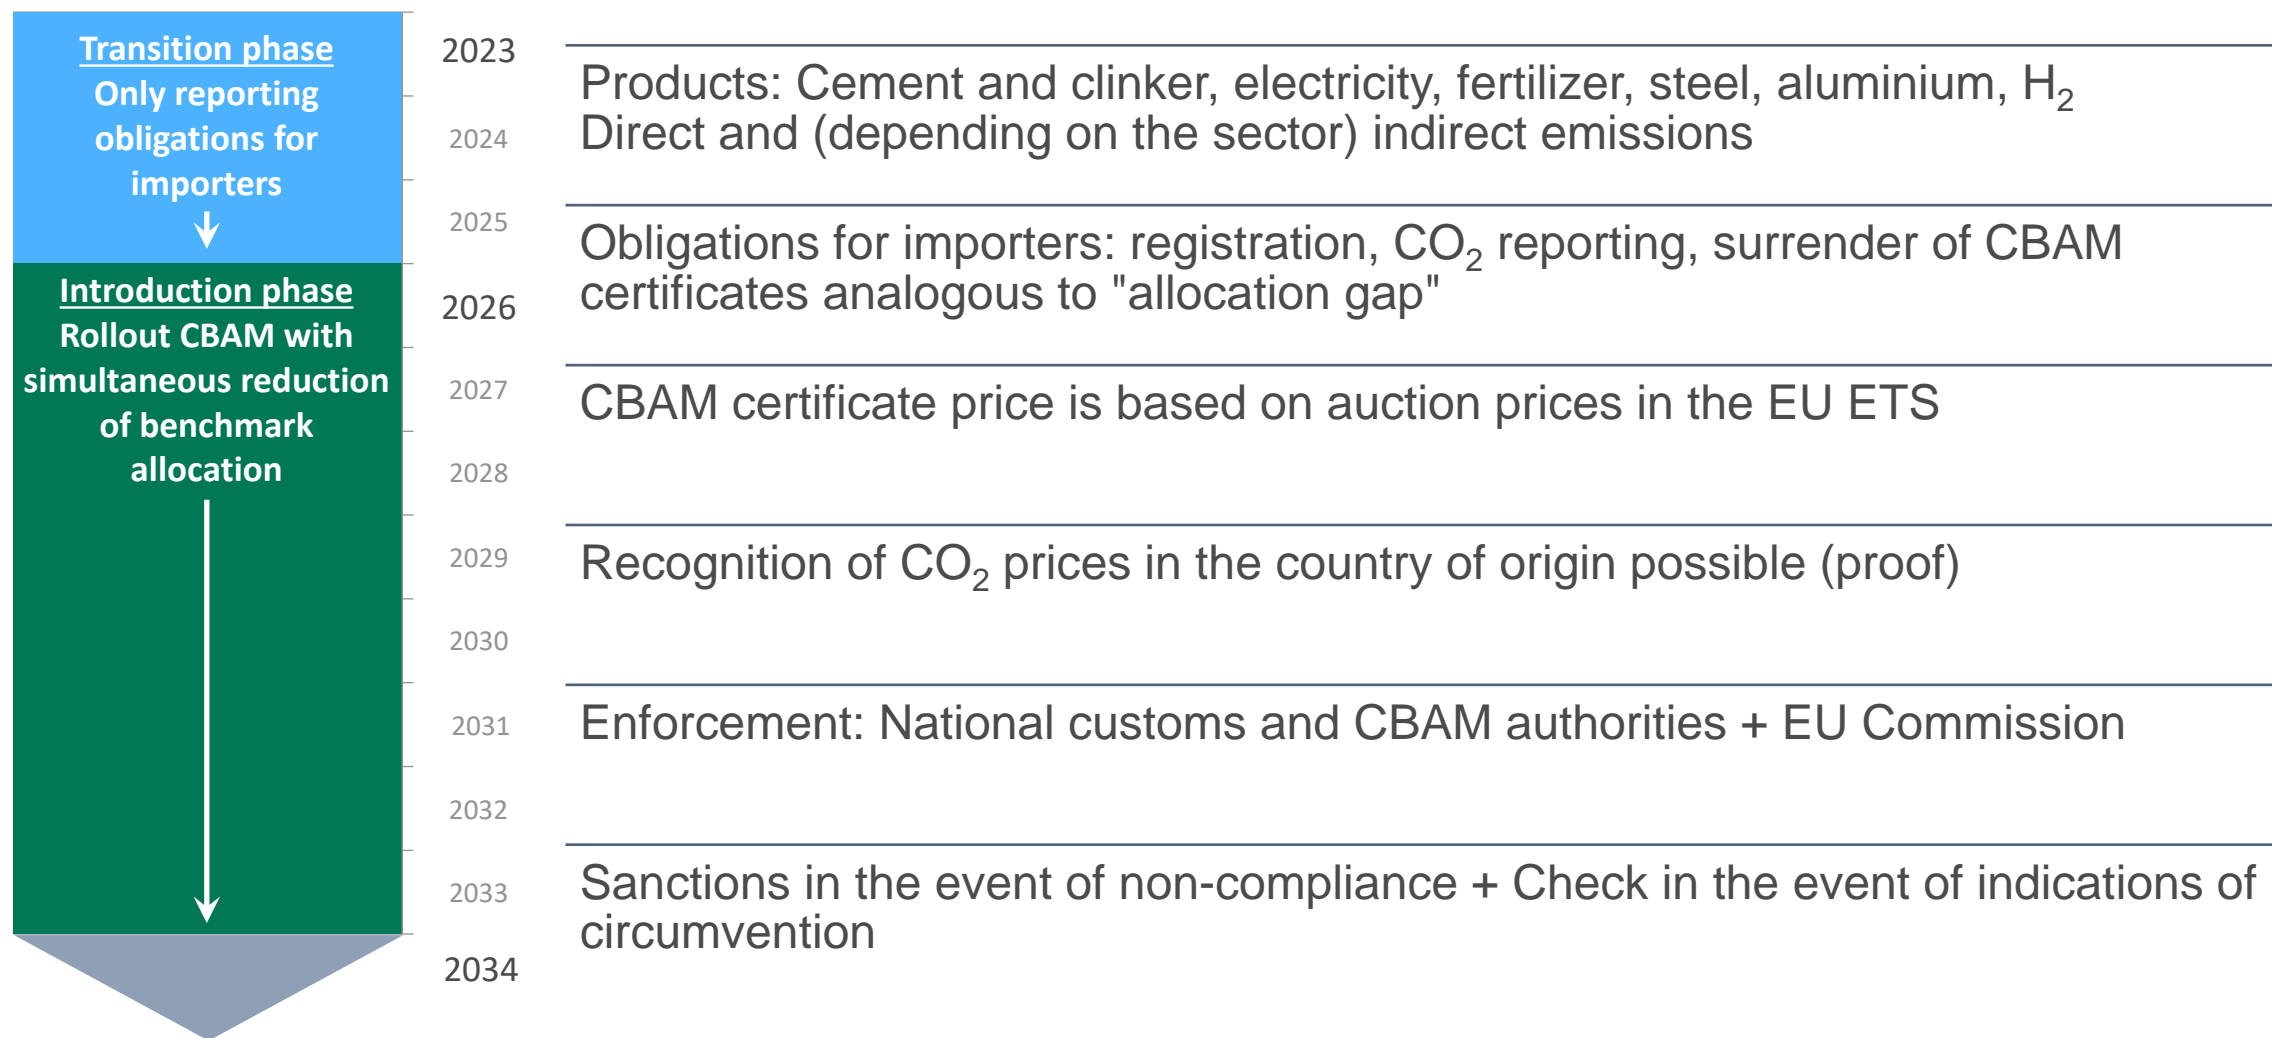 Transition phase
Only reporting
obligations for
importers
Introduction phase
Rollout CBAM with
simultaneous reduction
of benchmark
allocation
2023
2024
2025
2026
2027
2028
2029
2030
2031
2032
2033
2034
Products: Cement and clinker, electricity, fertilizer, steel, aluminium, H₂
Direct and (depending on the sector) indirect emissions
Obligations for importers: registration, CO₂ reporting, surrender of CBAM
certificates analogous to "allocation gap"
CBAM certificate price is based on auction prices in the EU ETS
Recognition of CO₂ prices in the country of origin possible (proof)
Enforcement: National customs and CBAM authorities + EU Commission
Sanctions in the event of non-compliance + Check in the event of indications of
circumvention